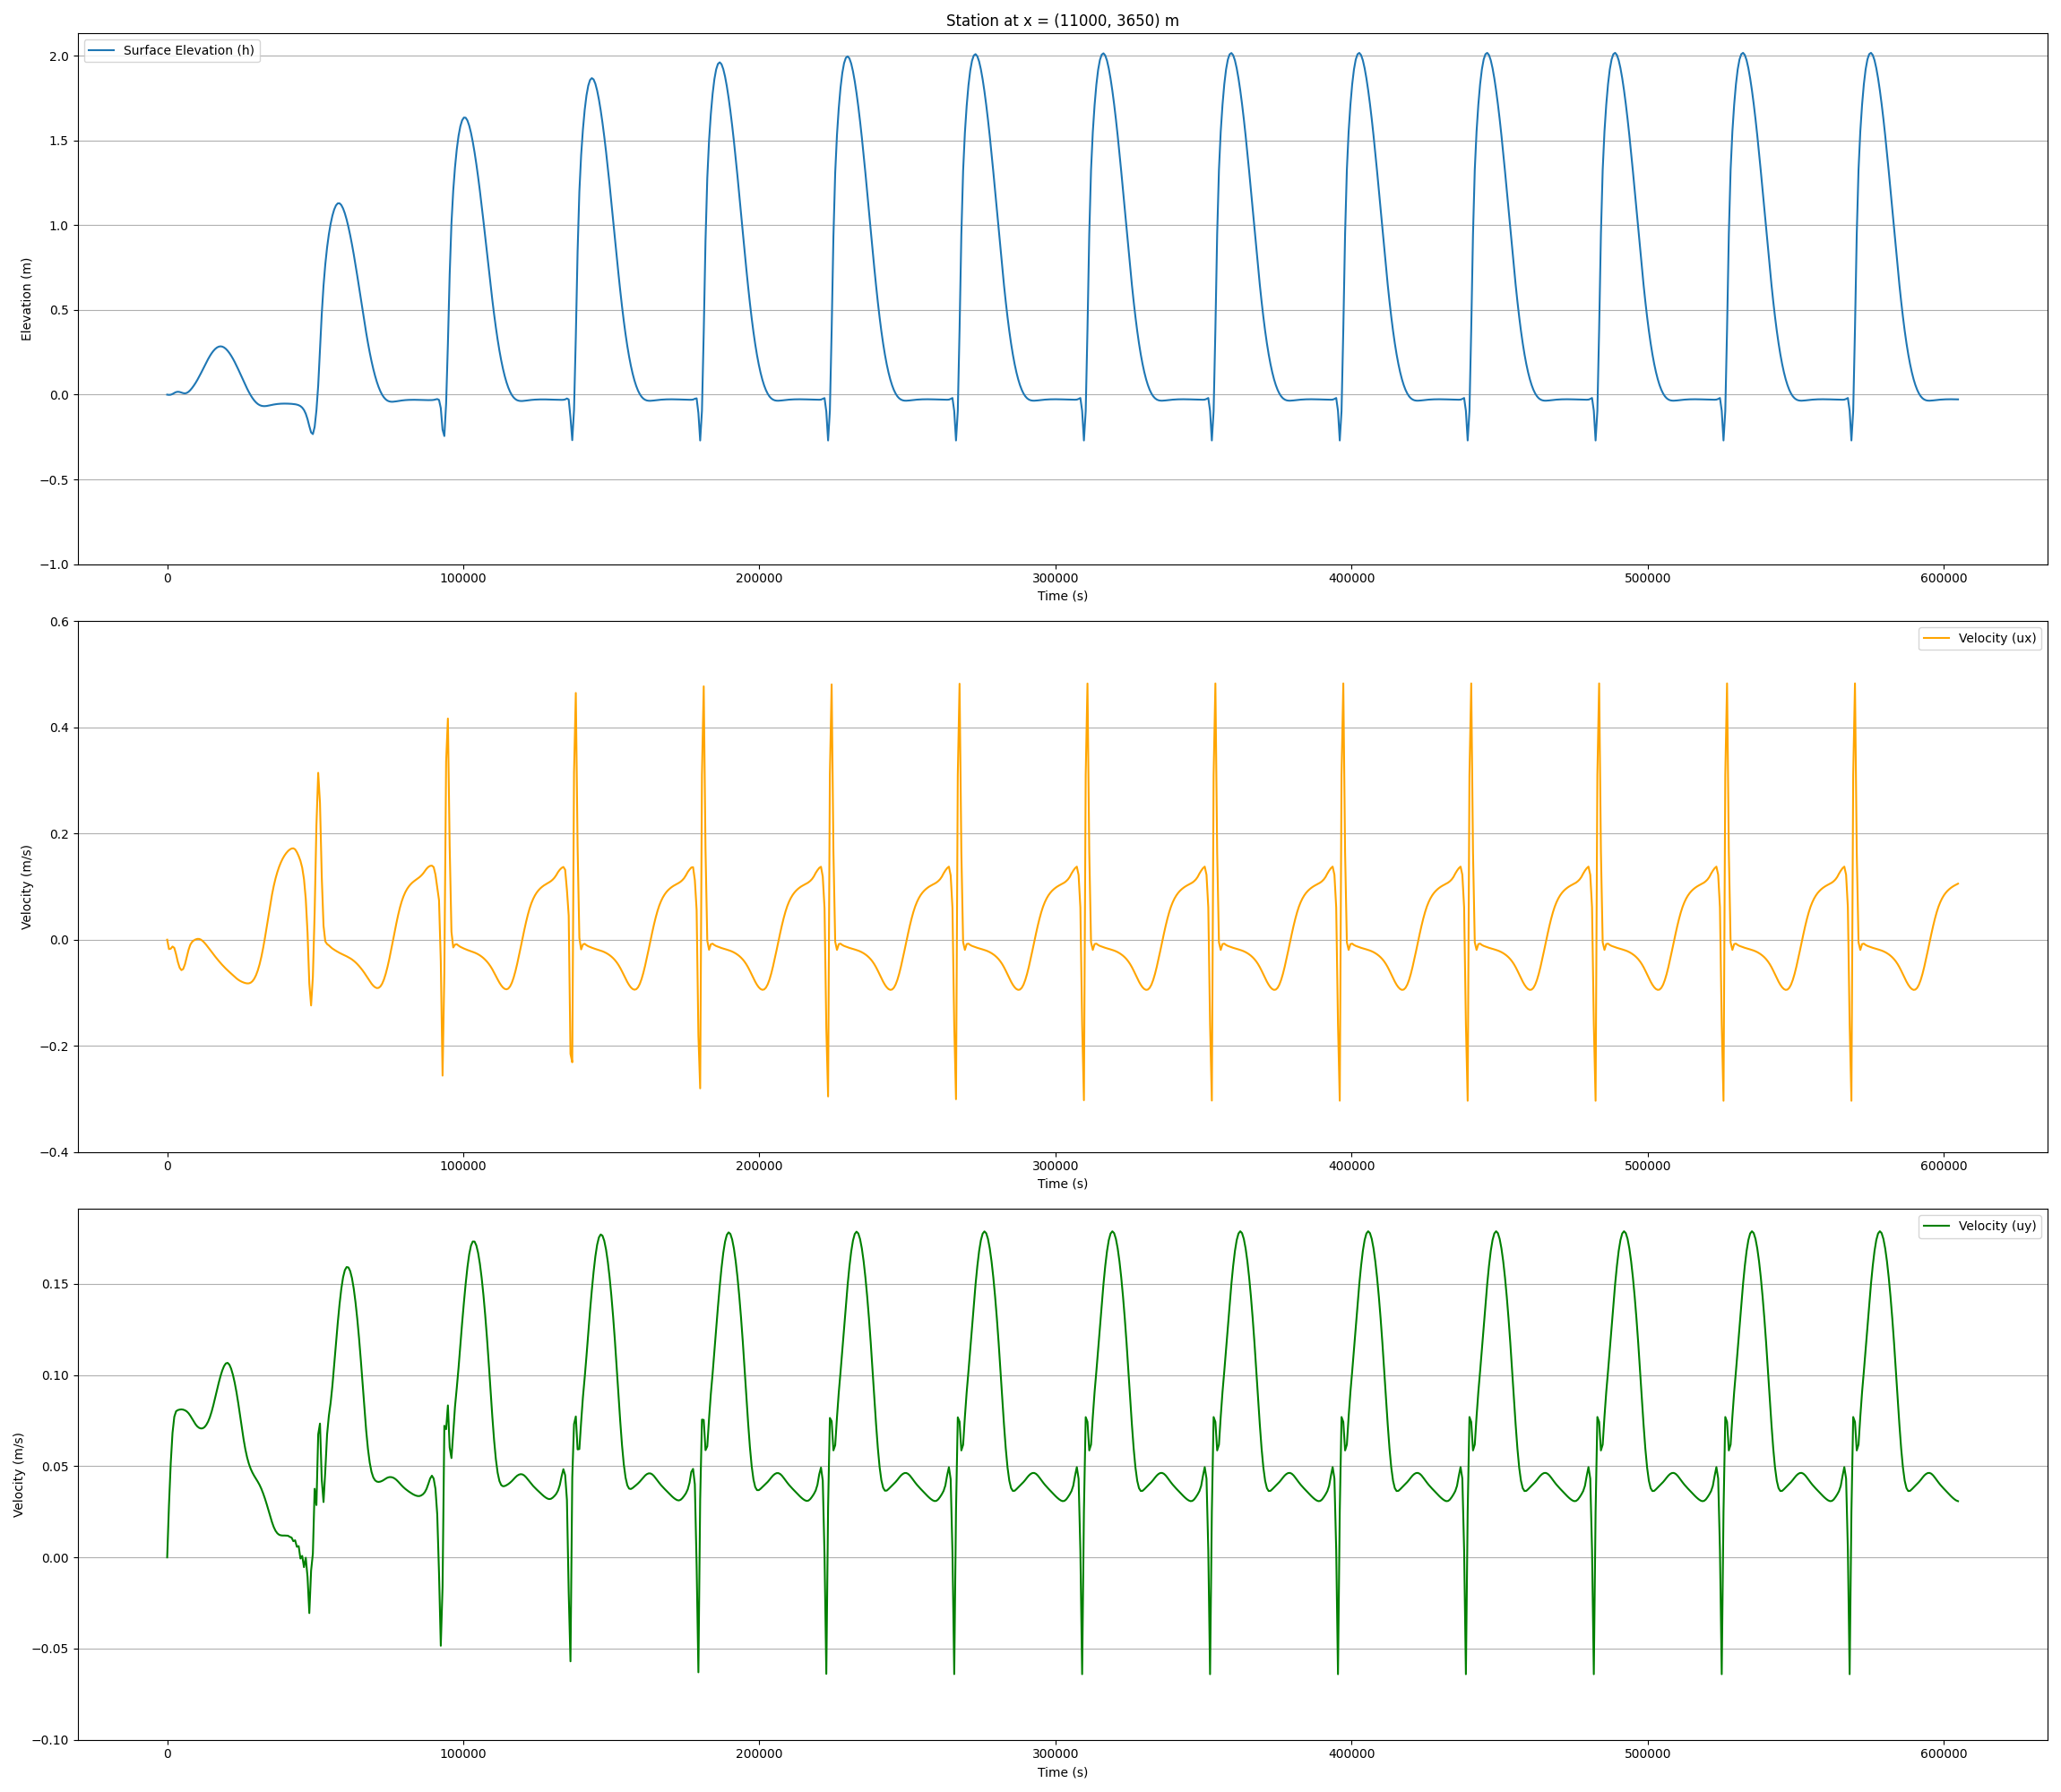 Station at x = (11000, 3650) m
Surface Elevation (h)
2.0
1.5
1.0
0.5
0.0
−0.5
−1.0
Elevation (m)
0 100000 200000 300000 400000 500000 600000
Time (s)
Velocity (ux)
0.6
0.4
0.2
0.0
−0.2
−0.4
Velocity (m/s)
0 100000 200000 300000 400000 500000 600000
Time (s)
Velocity (uy)
0.15
0.10
0.05
0.00
−0.05
−0.10
Velocity (m/s)
0 100000 200000 300000 400000 500000 600000
Time (s)